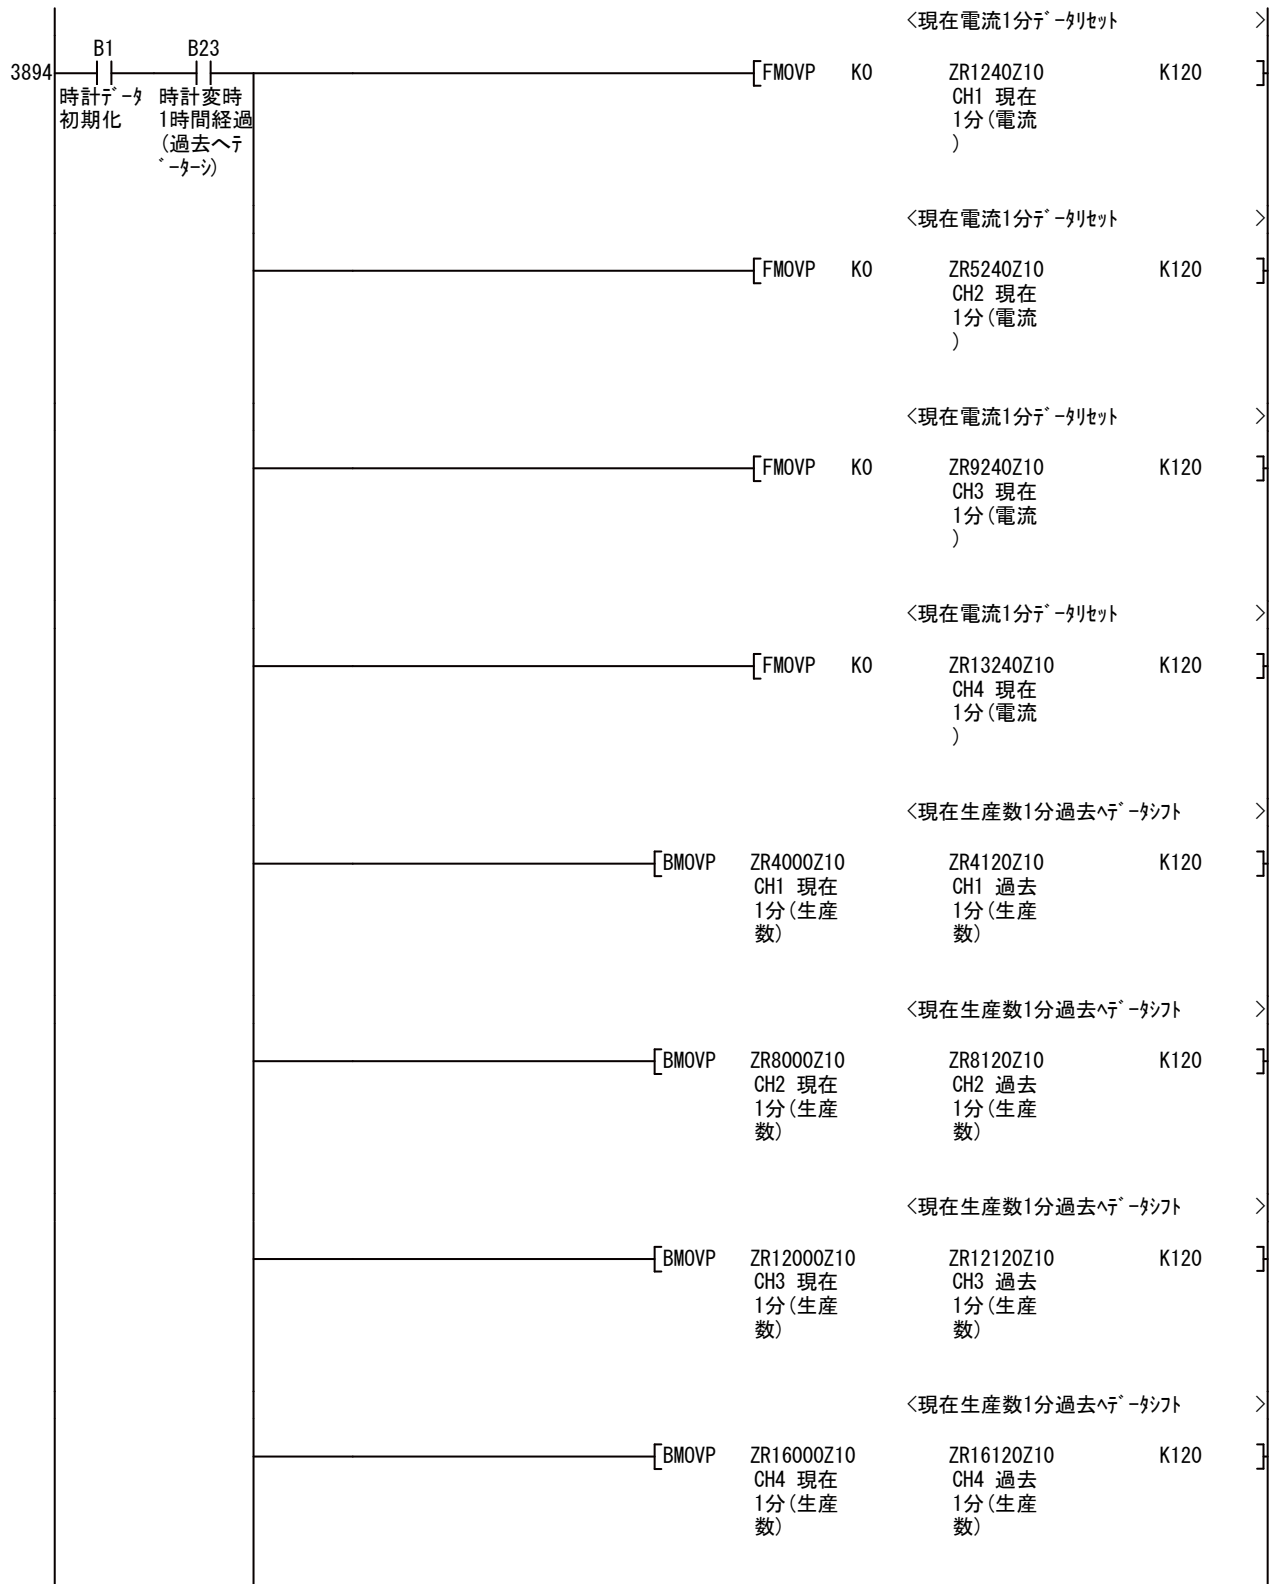 <現在電流1分ﾃﾞｰﾀﾘｾｯﾄ >
B1 B23
3894 [FMOVP K0 ZR1240Z10 K120 ]
時計ﾃﾞｰﾀ 時計変時 CH1 現在
初期化 1時間経過 1分(電流
(過去へﾃ )
ﾞｰﾀｰｼ)
<現在電流1分ﾃﾞｰﾀﾘｾｯﾄ >
[FMOVP K0 ZR5240Z10 K120 ]
CH2 現在
1分(電流
)
<現在電流1分ﾃﾞｰﾀﾘｾｯﾄ >
[FMOVP K0 ZR9240Z10 K120 ]
CH3 現在
1分(電流
)
<現在電流1分ﾃﾞｰﾀﾘｾｯﾄ >
[FMOVP K0 ZR13240Z10 K120 ]
CH4 現在
1分(電流
)
<現在生産数1分過去へﾃﾞｰﾀｼﾌﾄ >
[BMOVP ZR4000Z10 ZR4120Z10 K120 ]
CH1 現在 CH1 過去
1分(生産 1分(生産
数) 数)
<現在生産数1分過去へﾃﾞｰﾀｼﾌﾄ >
[BMOVP ZR8000Z10 ZR8120Z10 K120 ]
CH2 現在 CH2 過去
1分(生産 1分(生産
数) 数)
<現在生産数1分過去へﾃﾞｰﾀｼﾌﾄ >
[BMOVP ZR12000Z10 ZR12120Z10 K120 ]
CH3 現在 CH3 過去
1分(生産 1分(生産
数) 数)
<現在生産数1分過去へﾃﾞｰﾀｼﾌﾄ >
[BMOVP ZR16000Z10 ZR16120Z10 K120 ]
CH4 現在 CH4 過去
1分(生産 1分(生産
数) 数)